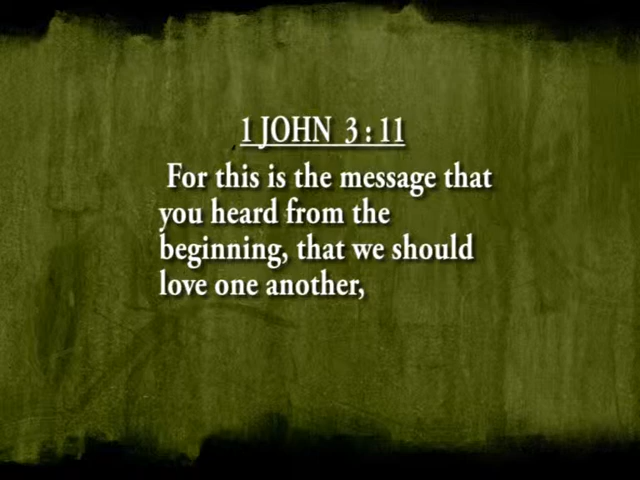 1 JOHN 3 : 11
For this is the message that
you heard from the
beginning, that we should
love one another,